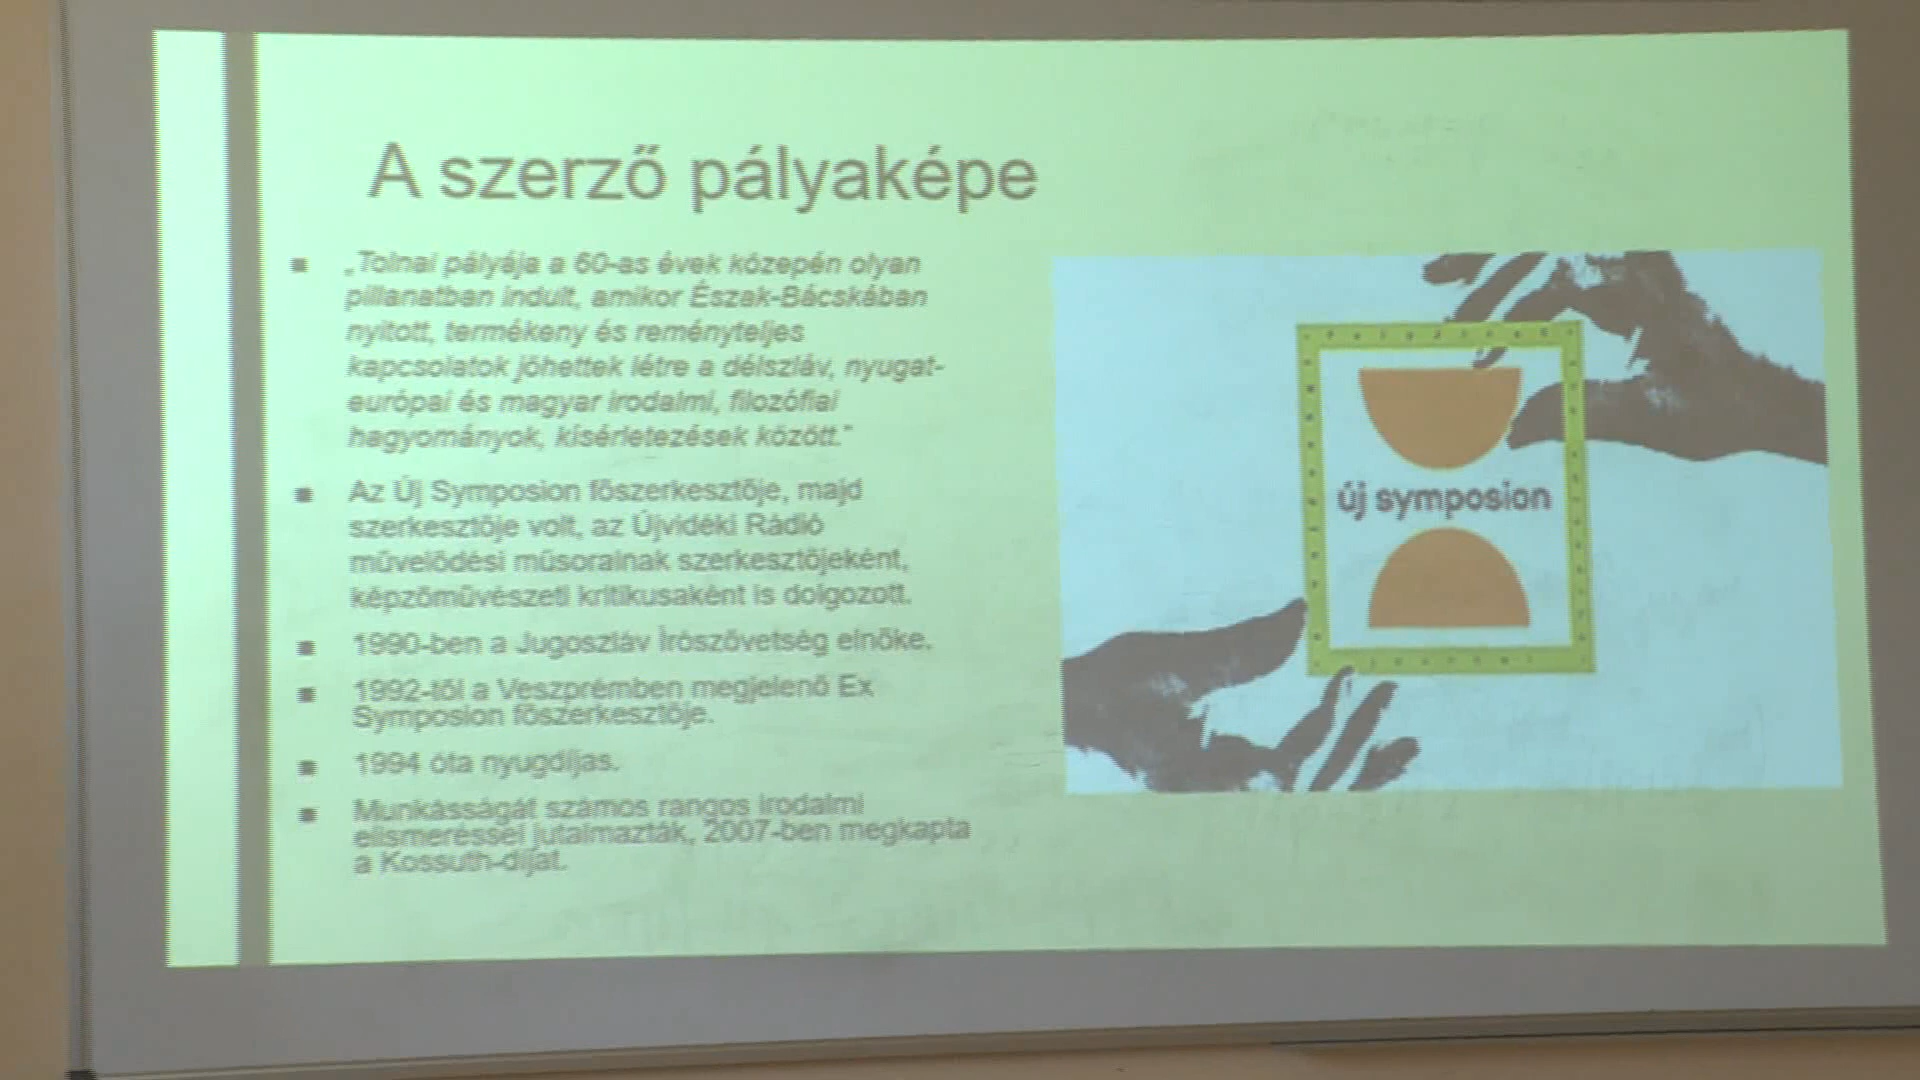 A szerző pályaképe
„Tolnai pályája a 60-as évek közepén olyan
pillanatban indult, amikor Észak-Bácskában
nyitott, termékeny és reményteljes
kapcsolatok jöhettek létre a délszláv, nyugat-
európai és magyar irodalmi, filozófiai
hagyományok, kísérletezések között."
Az Új Symposion főszerkesztője, majd
szerkesztője volt, az Újvidéki Rádió
művelődési műsorainak szerkesztőjeként,
képzőművészeti kritikusaként is dolgozott.
1990-ben a Jugoszláv Írószövetség elnöke.
1992-től a Veszprémben megjelenő Ex
Symposion főszerkesztője.
1994 óta nyugdíjas.
Munkásságát számos rangos irodalmi
elismeréssel jutalmazták, 2007-ben megkapta
a Kossuth-díjat.
új symposion